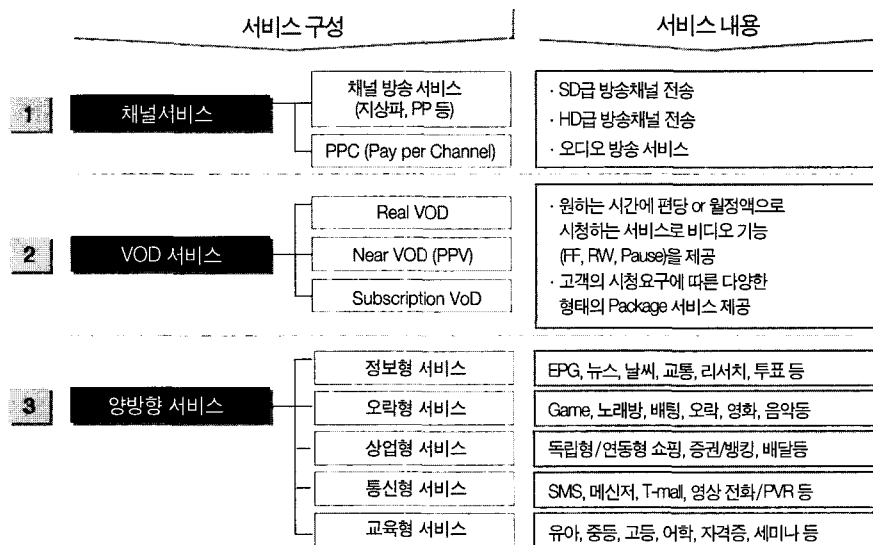 서비스 구성
서비스 내용
1
채널서비스
채널 방송 서비스
(지상파, PP 등)
PPC (Pay per Channel)
· SD급 방송채널 전송
· HD급 방송채널 전송
· 오디오 방송 서비스
2
VOD 서비스
Real VOD
Near VOD (PPV)
Subscription VoD
· 원하는 시간에 편당 or 월정액으로
시청하는 서비스로 비디오 기능
(FF, RW, Pause)을 제공
· 고객의 시청요구에 따른 다양한
형태의 Package 서비스 제공
3
양방향 서비스
정보형 서비스
EPG, 뉴스, 날씨, 교통, 리서치, 투표 등
오락형 서비스
Game, 노래방, 배팅, 오락, 영화, 음악등
상업형 서비스
독립형/연동형 쇼핑, 증권/뱅킹, 배달등
통신형 서비스
SMS, 메신저, T-mall, 영상 전화/PVR 등
교육형 서비스
유아, 중등, 고등, 어학, 자격증, 세미나 등